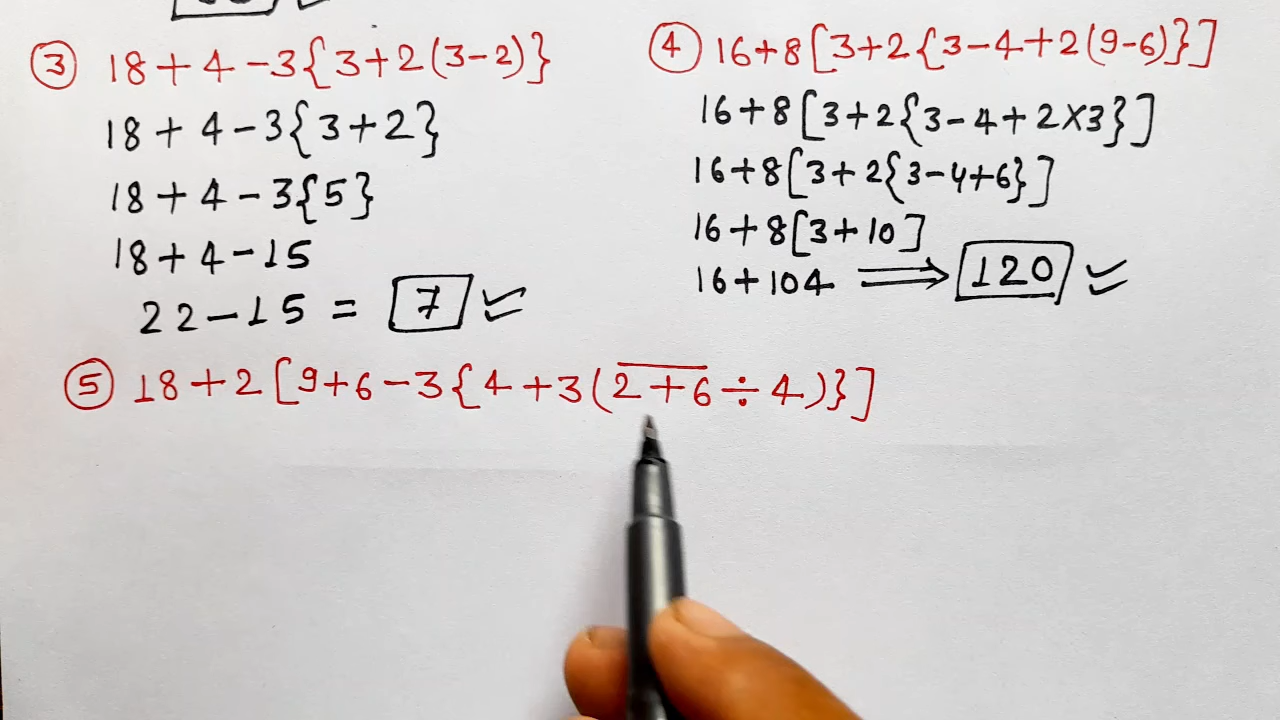 ③ 18+4-3{3+2(3-2)}
18+4-3{3+2}
18+4-3{5}
18+4-15
22-15 = 7
④ 16+8[3+2{3-4+2(9-6)}]
16+8[3+2{3-4+2×3}]
16+8[3+2{3-4+6}]
16+8[3+10]
16+104 ⟹ 120
⑤ 18+2[9+6-3{4+3(2̅ ̅+̅ ̅6̅÷4)}]